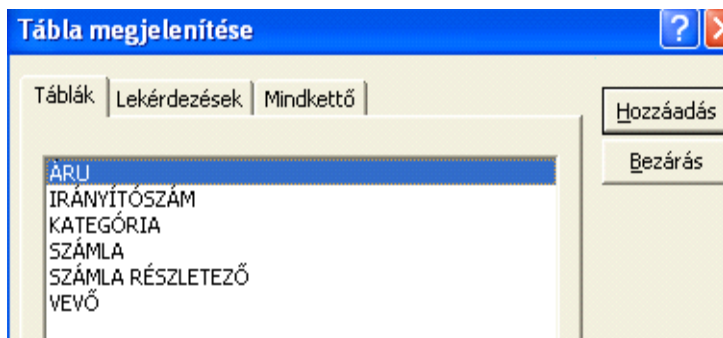 Tábla megjelenítése
Táblák Lekérdezések Mindkettő
Hozzáadás
Bezárás
ÁRU
IRÁNYÍTÓSZÁM
KATEGÓRIA
SZÁMLA
SZÁMLA RÉSZLETEZŐ
VEVŐ